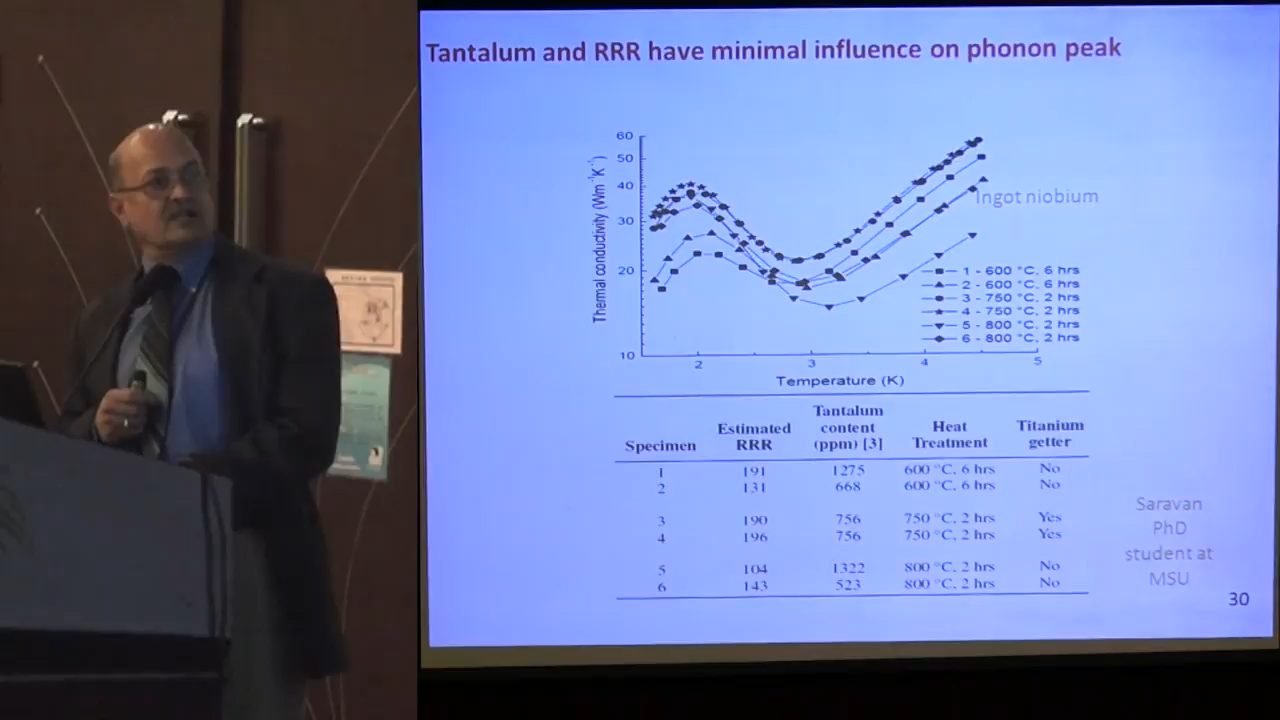 Tantalum and RRR have minimal influence on phonon peak
60
50
40
30
20
10
Thermal conductivity (Wm⁻¹K⁻¹)
2
3
4
5
Temperature (K)
Ingot niobium
1 - 600 °C, 6 hrs
2 - 600 °C, 6 hrs
3 - 750 °C, 2 hrs
4 - 750 °C, 2 hrs
5 - 800 °C, 2 hrs
6 - 800 °C, 2 hrs
Specimen Estimated RRR Tantalum content (ppm) [3] Heat Treatment Titanium getter
1 191 1275 600 °C, 6 hrs No
2 131 668 600 °C, 6 hrs No
3 190 756 750 °C, 2 hrs Yes
4 196 756 750 °C, 2 hrs Yes
5 104 1322 800 °C, 2 hrs No
6 143 523 800 °C, 2 hrs No
Saravan
PhD
student at
MSU
30